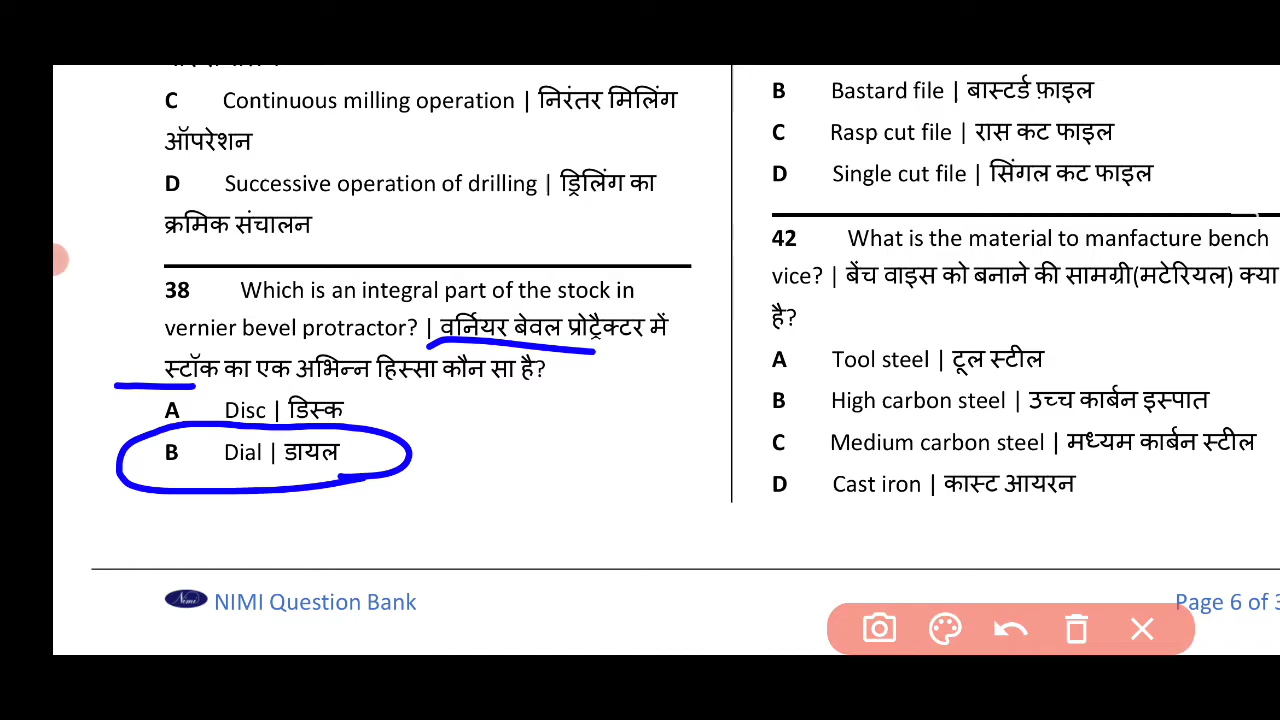 C Continuous milling operation | निरंतर मिलिंग
ऑपरेशन
D Successive operation of drilling | ड्रिलिंग का
क्रमिक संचालन
38 Which is an integral part of the stock in
vernier bevel protractor? | वर्नियर बेवल प्रोट्रैक्टर में
स्टॉक का एक अभिन्न हिस्सा कौन सा है?
A Disc | डिस्क
B Dial | डायल
B Bastard file | बास्टर्ड फ़ाइल
C Rasp cut file | रास कट फाइल
D Single cut file | सिंगल कट फाइल
42 What is the material to manfacture bench
vice? | बेंच वाइस को बनाने की सामग्री(मटेरियल) क्या
है?
A Tool steel | टूल स्टील
B High carbon steel | उच्च कार्बन इस्पात
C Medium carbon steel | मध्यम कार्बन स्टील
D Cast iron | कास्ट आयरन
Nimi NIMI Question Bank
Page 6 of 3